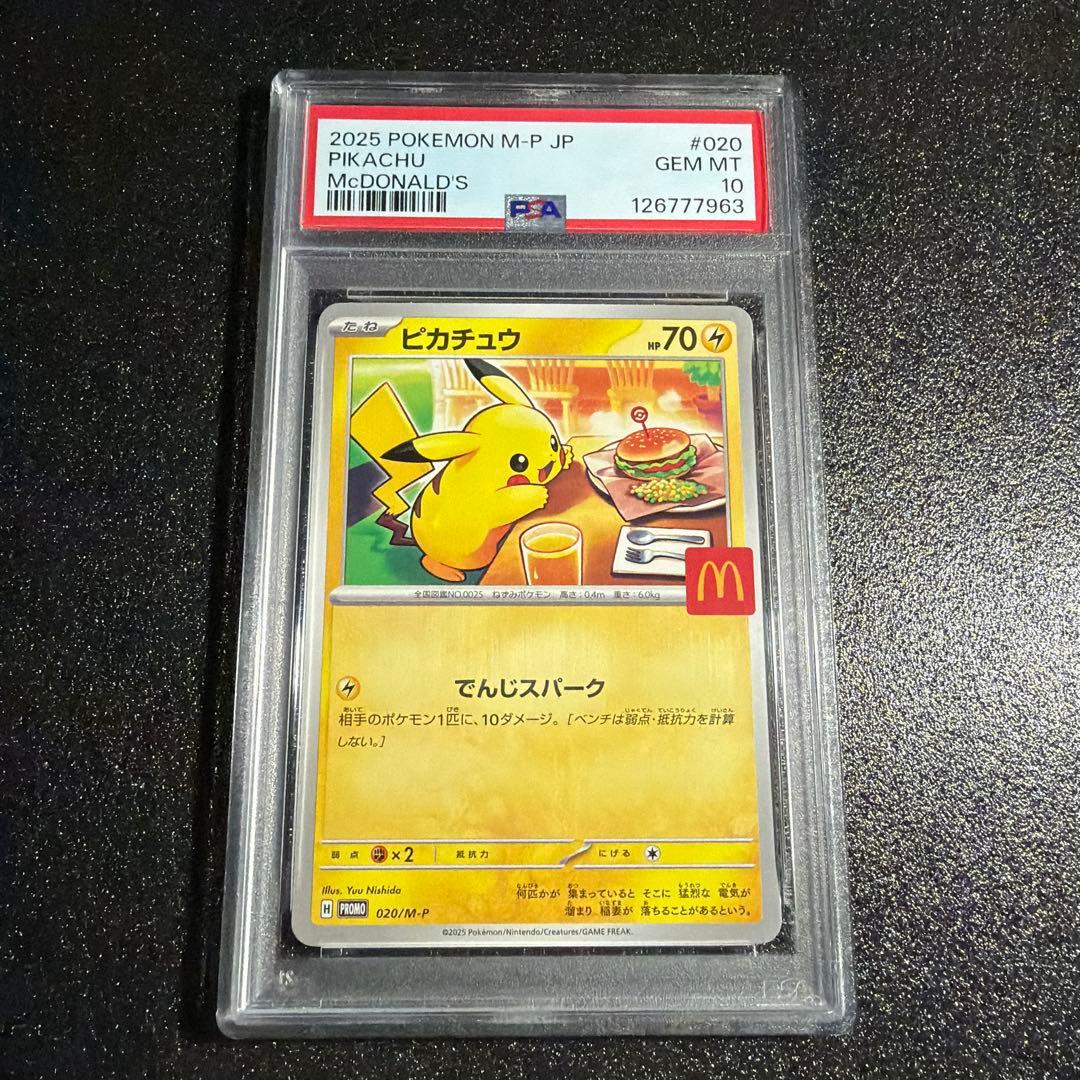 2025 POKEMON M-P JP #020
PIKACHU GEM MT
McDONALD'S 10
PSA 126777963
たね ピカチュウ HP70
全国図鑑NO.0025 ねずみポケモン 高さ:0.4m 重さ:6.0kg
でんじスパーク
相手のポケモン1匹に、10ダメージ。[ベンチは弱点・抵抗力を計算
しない。]
弱点 ×2 抵抗力 にげる
Illus. Yuu Nishida
何匹かが 集まっていると そこに 猛烈な 電気が
溜まり 稲妻が 落ちることがあるという。
H PROMO 020/M-P
©2025 Pokémon/Nintendo/Creatures/GAME FREAK.